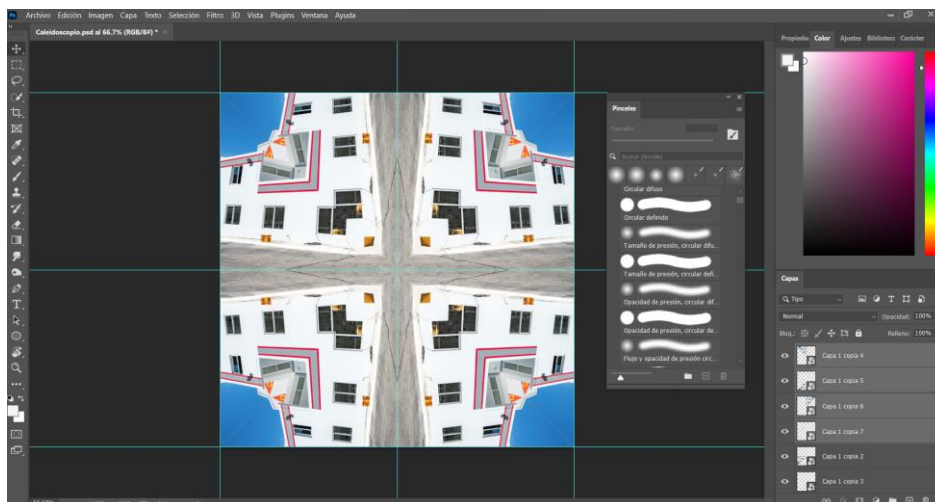 Ps Archivo Edición Imagen Capa Texto Selección Filtro 3D Vista Plugins Ventana Ayuda
Caleidoscopio.psd al 66.7% (RGB/8#) *
Propiedad Color Ajustes Bibliotecz Carácter
Pinceles
Tamaño:
Buscar pinceles
Circular difuso
Circular definido
Tamaño de presión, circular difu...
Tamaño de presión, circular defi...
Opacidad de presión, circular dif...
Opacidad de presión, circular de...
Flujo y opacidad de presión circ...
Capas
Tipo
Normal Opacidad: 100%
Bloq.: Relleno: 100%
Capa 1 copia 4
Capa 1 copia 5
Capa 1 copia 6
Capa 1 copia 7
Capa 1 copia 2
Capa 1 copia 3